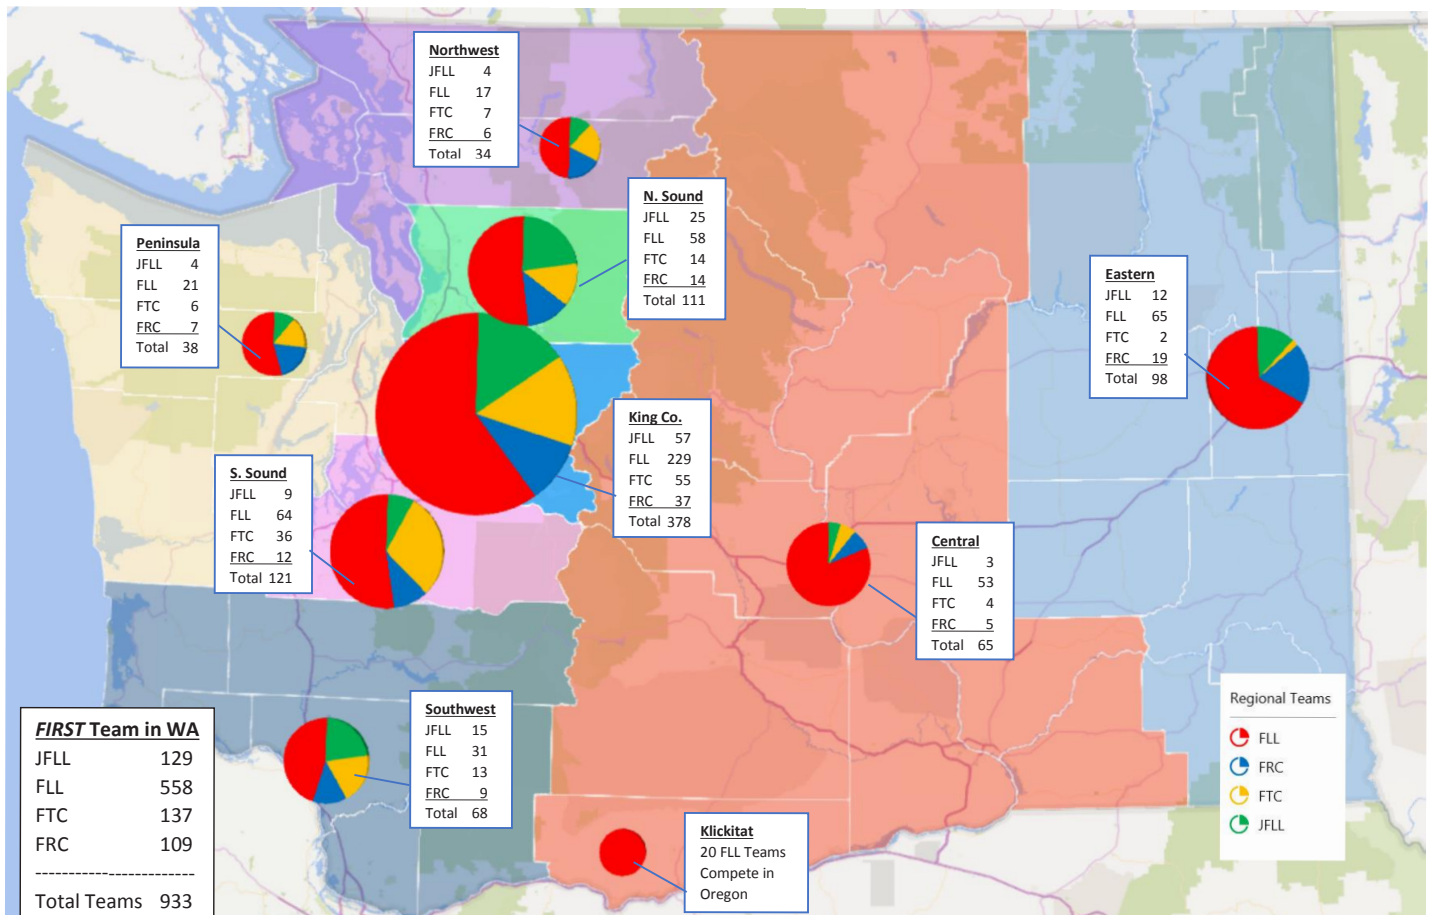 Northwest
JFLL 4
FLL 17
FTC 7
FRC 6
Total 34
N. Sound
JFLL 25
FLL 58
FTC 14
FRC 14
Total 111
Peninsula
JFLL 4
FLL 21
FTC 6
FRC 7
Total 38
Eastern
JFLL 12
FLL 65
FTC 2
FRC 19
Total 98
King Co.
JFLL 57
FLL 229
FTC 55
FRC 37
Total 378
S. Sound
JFLL 9
FLL 64
FTC 36
FRC 12
Total 121
Central
JFLL 3
FLL 53
FTC 4
FRC 5
Total 65
Southwest
JFLL 15
FLL 31
FTC 13
FRC 9
Total 68
Klickitat
20 FLL Teams
Compete in
Oregon
FIRST Team in WA
JFLL 129
FLL 558
FTC 137
FRC 109
-------------------------
Total Teams 933
Regional Teams
FLL
FRC
FTC
JFLL